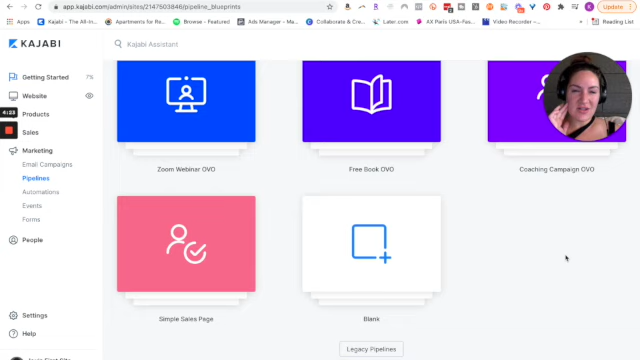 app.kajabi.com/admin/sites/2147503846/pipeline_blueprints
Update
Apps
Kajabi - The All-In...
Apartments for Re...
Browse - Featured
Ads Manager - Ma...
Collaborate & Crea...
Later.com
AX Paris USA-Fas...
Video Recorder –...
Reading List
KAJABI
Kajabi Assistant
Getting Started
4:23
Website
Products
Sales
Marketing
Email Campaigns
Pipelines
Automations
Events
Forms
People
Settings
Help
Zoom Webinar OVO
Free Book OVO
Coaching Campaign OVO
Simple Sales Page
Blank
Legacy Pipelines